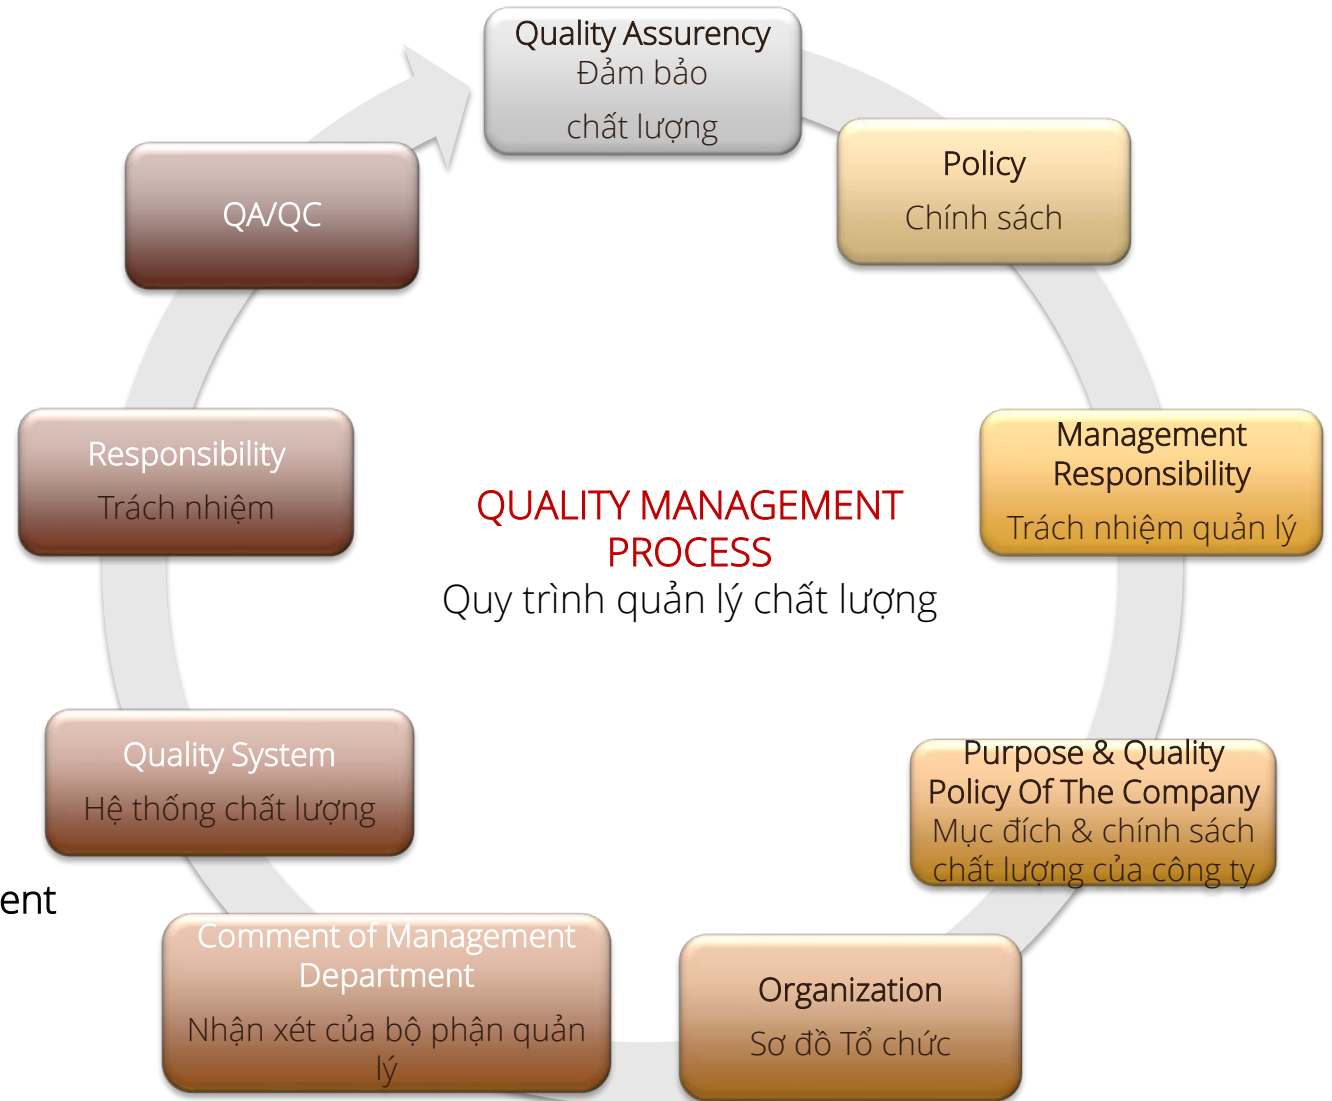 Quality Assurency
Đảm bảo
chất lượng
Policy
Chính sách
QA/QC
Management
Responsibility
Trách nhiệm quản lý
Responsibility
Trách nhiệm
QUALITY MANAGEMENT
PROCESS
Quy trình quản lý chất lượng
Quality System
Hệ thống chất lượng
Purpose & Quality
Policy Of The Company
Mục đích & chính sách
chất lượng của công ty
ent
Comment of Management
Department
Nhận xét của bộ phận quản
lý
Organization
Sơ đồ Tổ chức